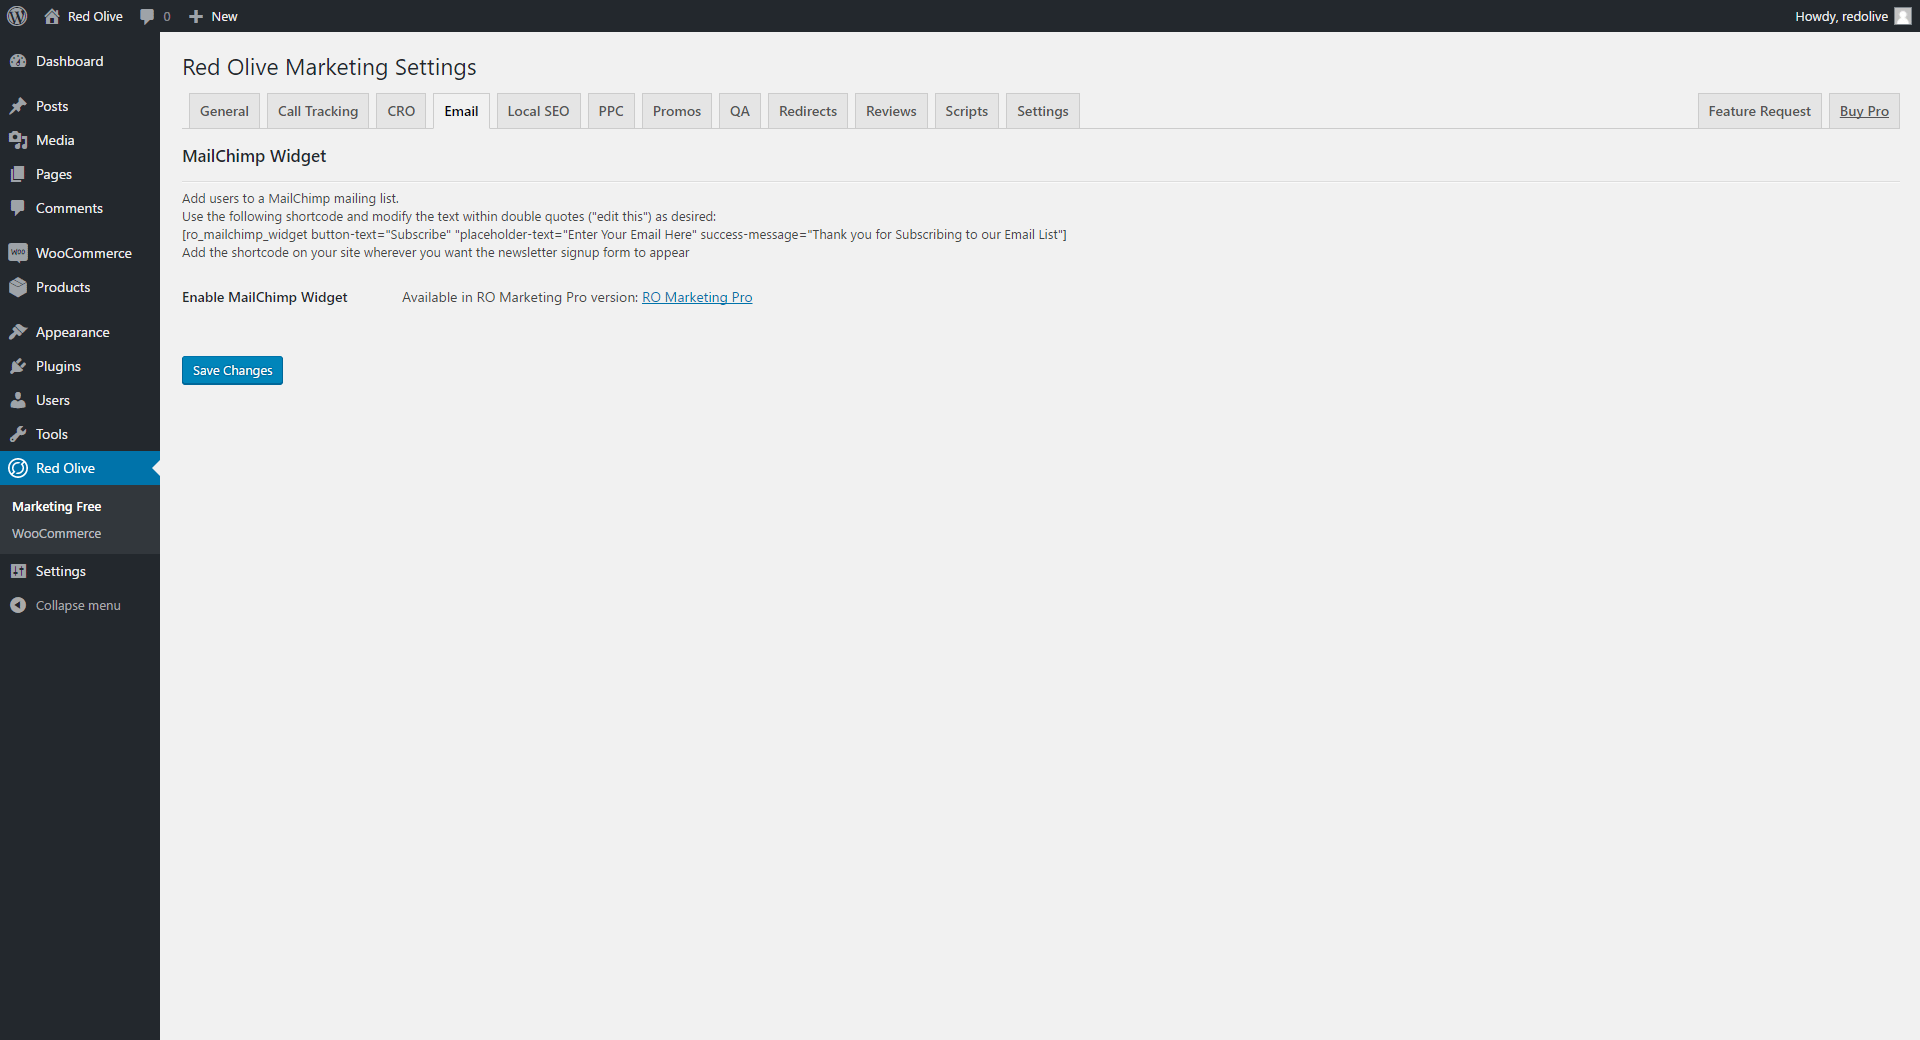 Red Olive
0
New
Howdy, redolive
Dashboard
Posts
Media
Pages
Comments
woo WooCommerce
Products
Appearance
Plugins
Users
Tools
Red Olive
Marketing Free
WooCommerce
Settings
Collapse menu
Red Olive Marketing Settings
General
Call Tracking
CRO
Email
Local SEO
PPC
Promos
QA
Redirects
Reviews
Scripts
Settings
Feature Request
Buy Pro
MailChimp Widget
Add users to a MailChimp mailing list.
Use the following shortcode and modify the text within double quotes ("edit this") as desired:
[ro_mailchimp_widget button-text="Subscribe" "placeholder-text="Enter Your Email Here" success-message="Thank you for Subscribing to our Email List"]
Add the shortcode on your site wherever you want the newsletter signup form to appear
Enable MailChimp Widget
Available in RO Marketing Pro version: RO Marketing Pro
Save Changes